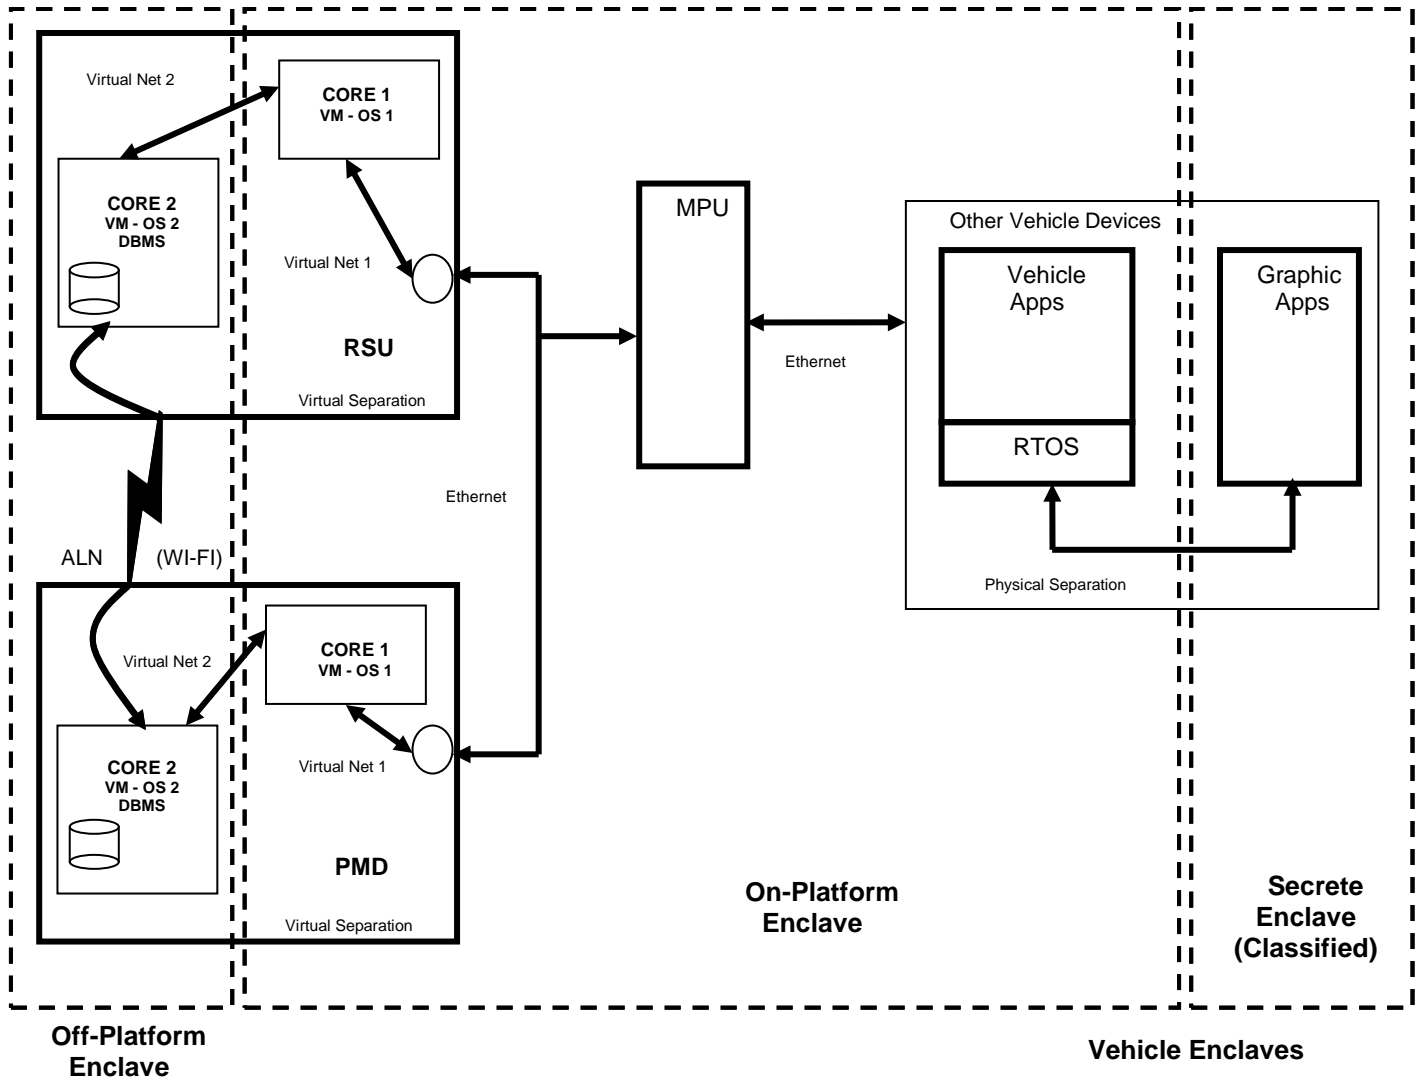 Virtual Net 2
CORE 1
VM - OS 1
CORE 2
VM - OS 2
DBMS
Virtual Net 1
RSU
Virtual Separation
MPU
Ethernet
Other Vehicle Devices
Vehicle
Apps
RTOS
Graphic
Apps
Physical Separation
Ethernet
ALN (WI-FI)
CORE 1
VM - OS 1
Virtual Net 2
CORE 2
VM - OS 2
DBMS
Virtual Net 1
PMD
Virtual Separation
On-Platform
Enclave
Secrete
Enclave
(Classified)
Off-Platform
Enclave
Vehicle Enclaves